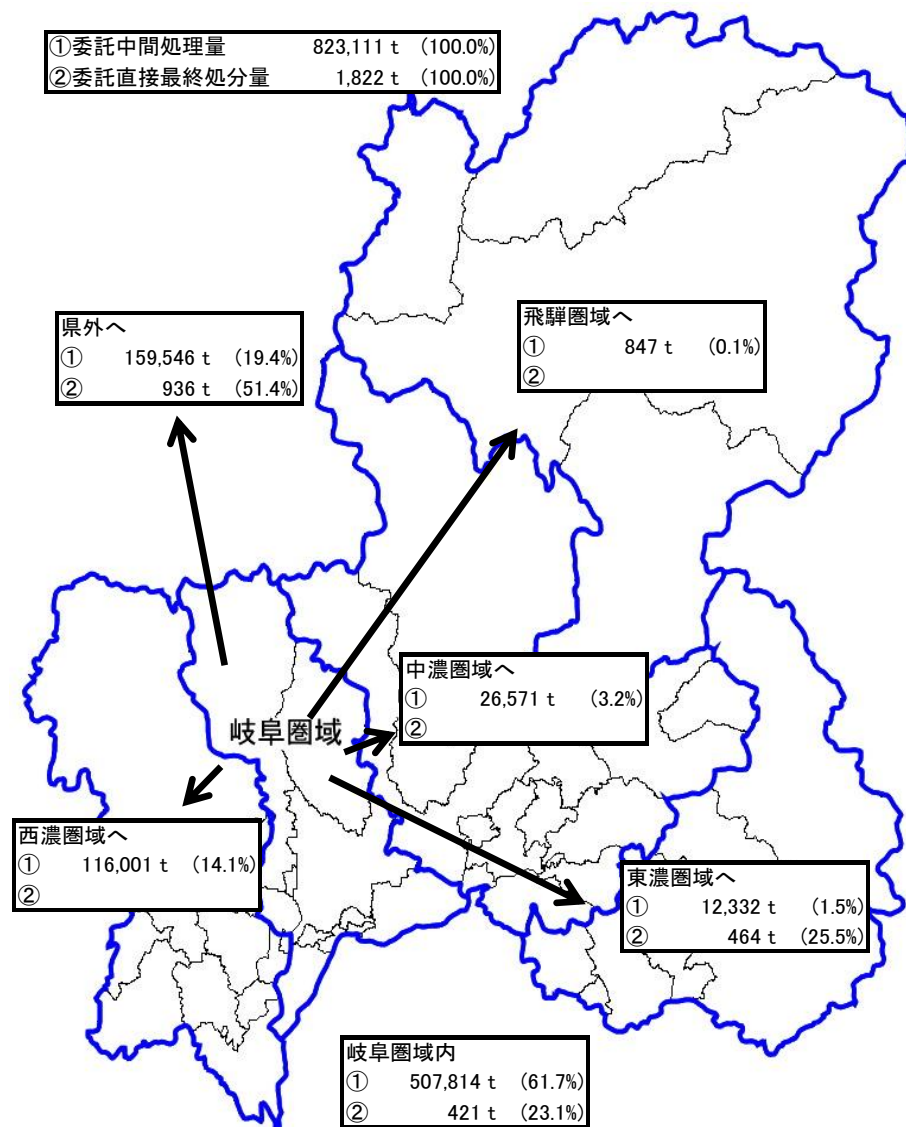 ①委託中間処理量 823,111 t (100.0%)
②委託直接最終処分量 1,822 t (100.0%)
県外へ
① 159,546 t (19.4%)
② 936 t (51.4%)
飛騨圏域へ
① 847 t (0.1%)
②
中濃圏域へ
① 26,571 t (3.2%)
②
岐阜圏域
西濃圏域へ
① 116,001 t (14.1%)
②
東濃圏域へ
① 12,332 t (1.5%)
② 464 t (25.5%)
岐阜圏域内
① 507,814 t (61.7%)
② 421 t (23.1%)